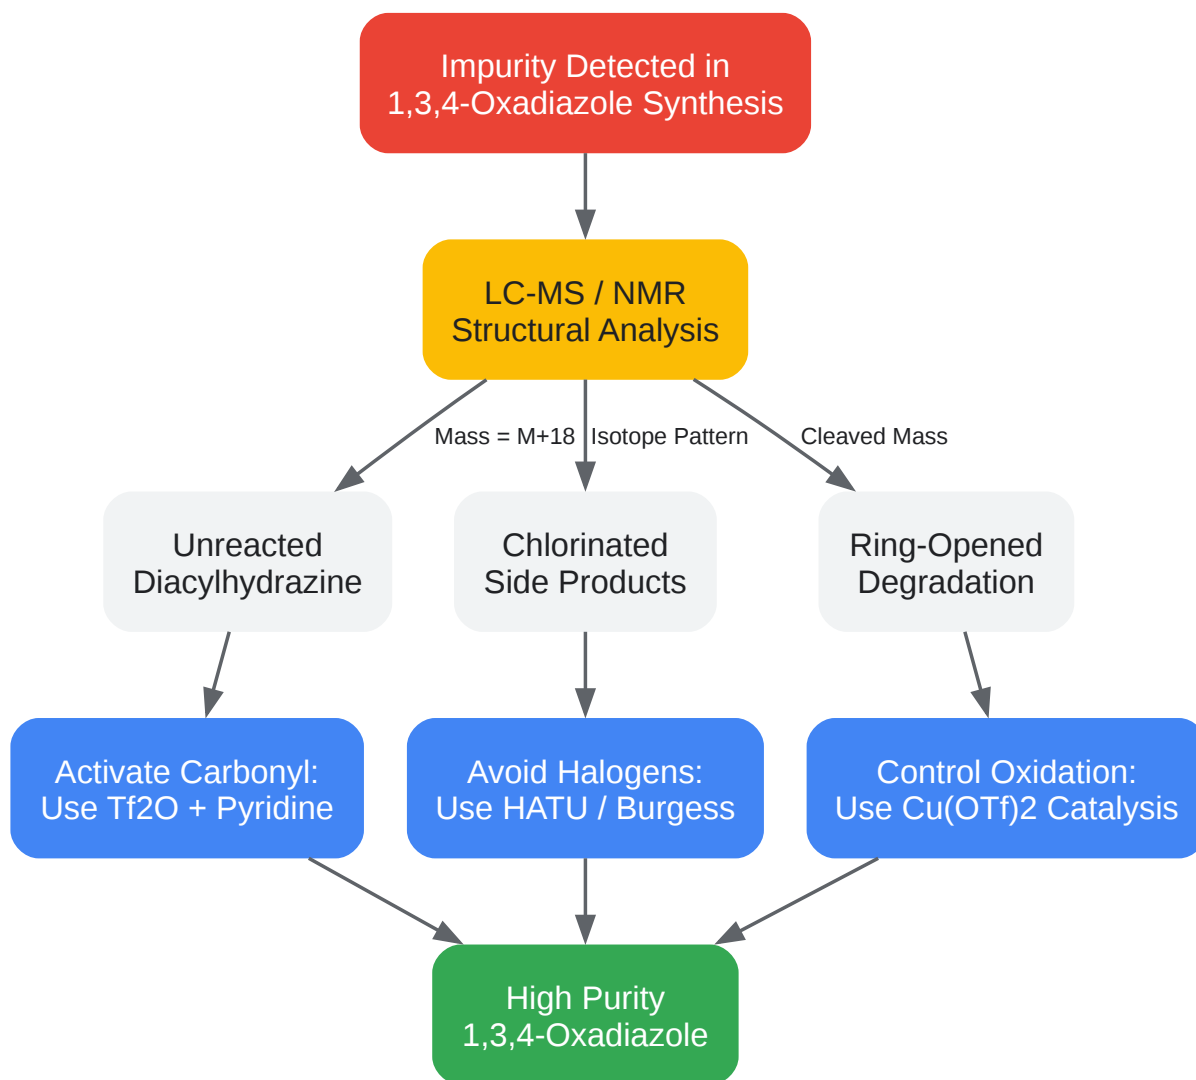 Impurity Detected in
1,3,4-Oxadiazole Synthesis
LC-MS / NMR
Structural Analysis
Mass = M+18
Isotope Pattern
Cleaved Mass
Unreacted
Diacylhydrazine
Chlorinated
Side Products
Ring-Opened
Degradation
Activate Carbonyl:
Use Tf2O + Pyridine
Avoid Halogens:
Use HATU / Burgess
Control Oxidation:
Use Cu(OTf)2 Catalysis
High Purity
1,3,4-Oxadiazole